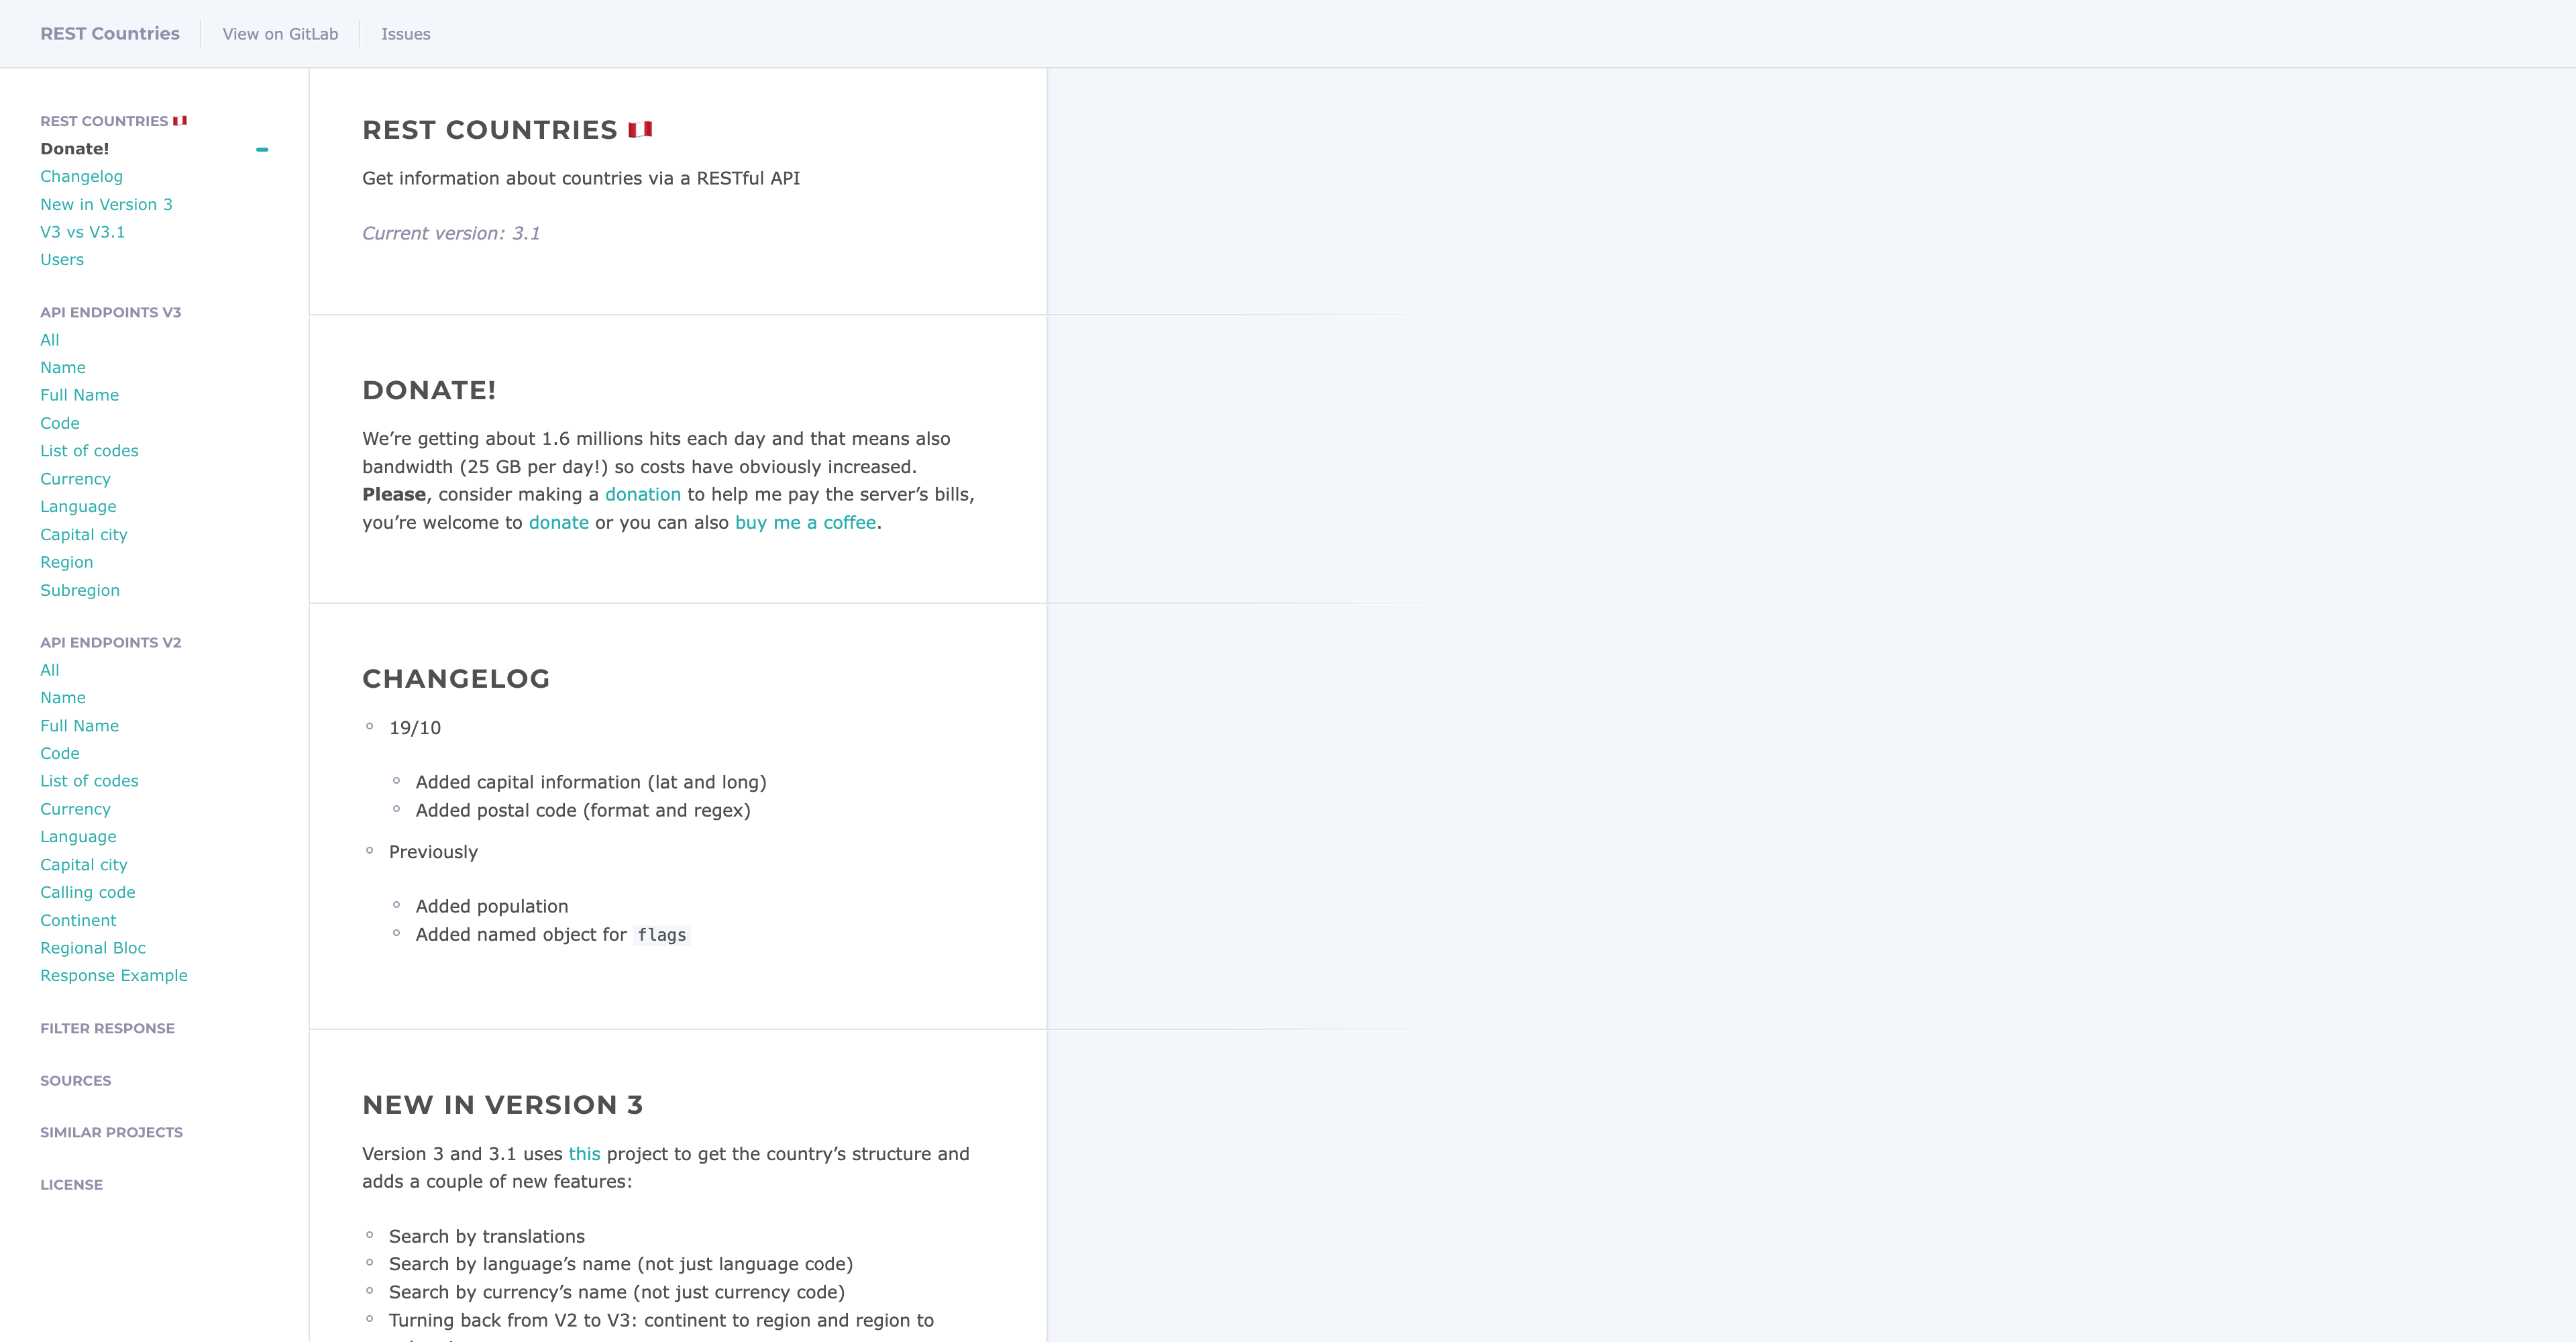 REST Countries
View on GitLab
Issues
REST COUNTRIES 🇵🇪
Donate!
Changelog
New in Version 3
V3 vs V3.1
Users
API ENDPOINTS V3
All
Name
Full Name
Code
List of codes
Currency
Language
Capital city
Region
Subregion
API ENDPOINTS V2
All
Name
Full Name
Code
List of codes
Currency
Language
Capital city
Calling code
Continent
Regional Bloc
Response Example
FILTER RESPONSE
SOURCES
SIMILAR PROJECTS
LICENSE
REST COUNTRIES 🇵🇪
Get information about countries via a RESTful API
Current version: 3.1
DONATE!
We’re getting about 1.6 millions hits each day and that means also
bandwidth (25 GB per day!) so costs have obviously increased.
Please, consider making a donation to help me pay the server’s bills,
you’re welcome to donate or you can also buy me a coffee.
CHANGELOG
19/10
Added capital information (lat and long)
Added postal code (format and regex)
Previously
Added population
Added named object for flags
NEW IN VERSION 3
Version 3 and 3.1 uses this project to get the country’s structure and
adds a couple of new features:
Search by translations
Search by language’s name (not just language code)
Search by currency’s name (not just currency code)
Turning back from V2 to V3: continent to region and region to